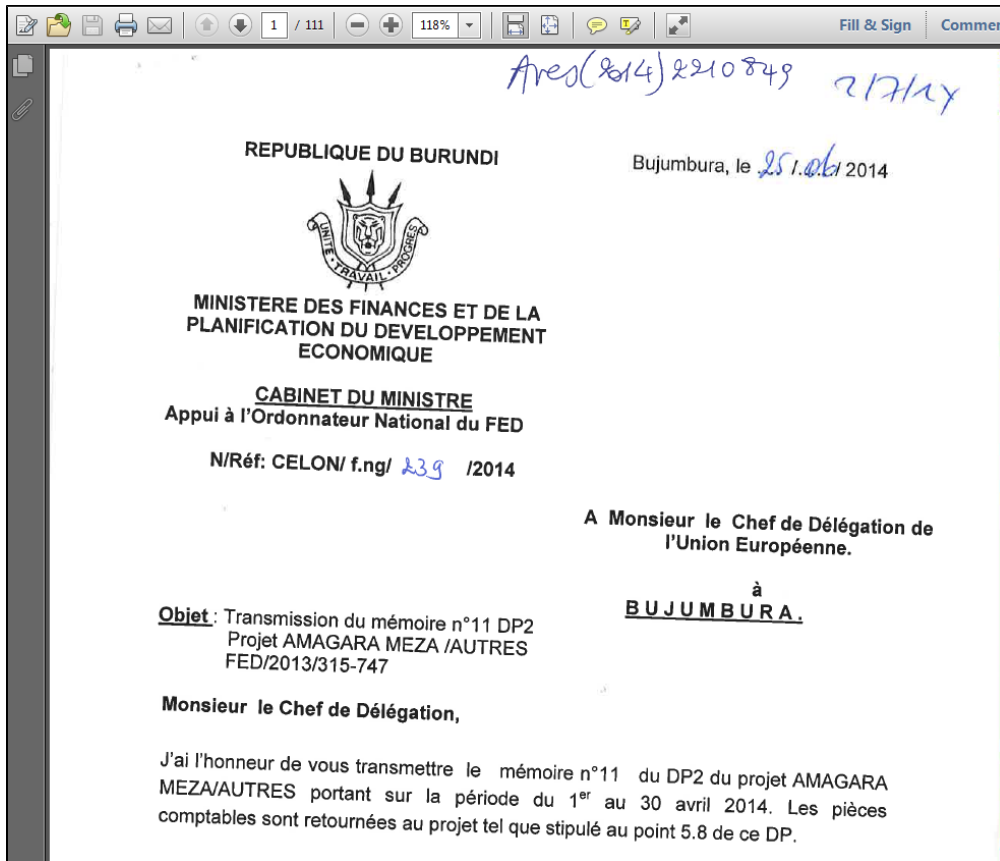 1 / 111
118%
Fill & Sign
Commen
Ares(2014)2210849 2/7/14
REPUBLIQUE DU BURUNDI
Bujumbura, le 25 /.06/ 2014
UNITE · TRAVAIL · PROGRES
MINISTERE DES FINANCES ET DE LA
PLANIFICATION DU DEVELOPPEMENT
ECONOMIQUE
CABINET DU MINISTRE
Appui à l'Ordonnateur National du FED
N/Réf: CELON/ f.ng/ 239 /2014
A Monsieur le Chef de Délégation de
l'Union Européenne.
à
BUJUMBURA.
Objet : Transmission du mémoire n°11 DP2
Projet AMAGARA MEZA /AUTRES
FED/2013/315-747
Monsieur le Chef de Délégation,
J'ai l'honneur de vous transmettre le mémoire n°11 du DP2 du projet AMAGARA
MEZA/AUTRES portant sur la période du 1er au 30 avril 2014. Les pièces
comptables sont retournées au projet tel que stipulé au point 5.8 de ce DP.